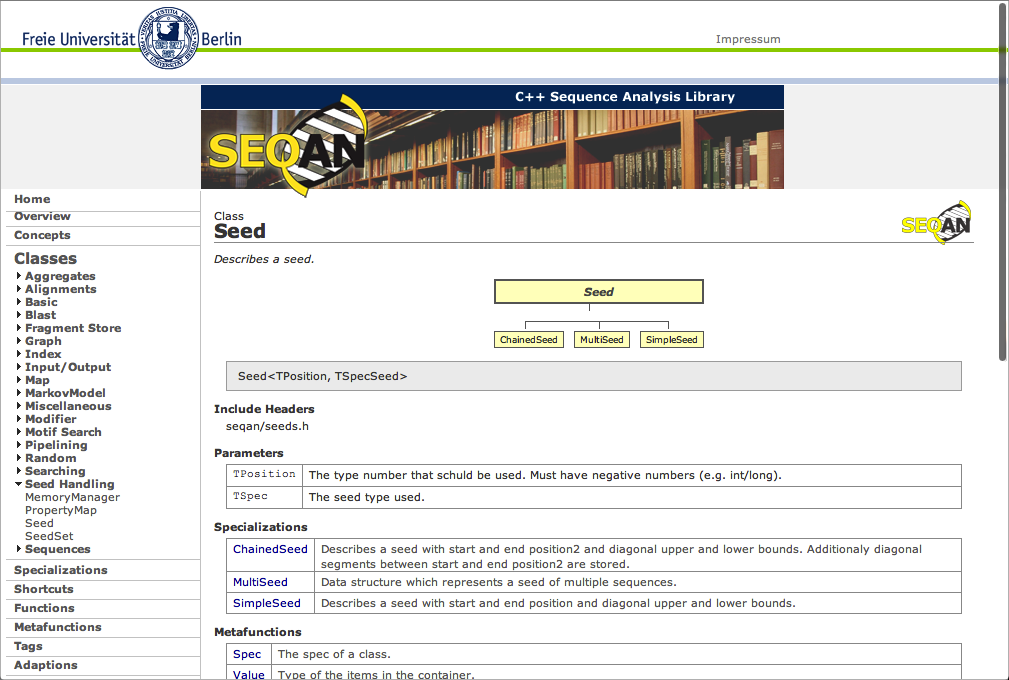 Freie Universität Berlin
Impressum
C++ Sequence Analysis Library
SEQAN
Home
Overview
Concepts
Classes
Aggregates
Alignments
Basic
Blast
Fragment Store
Graph
Index
Input/Output
Map
MarkovModel
Miscellaneous
Modifier
Motif Search
Pipelining
Random
Searching
Seed Handling
MemoryManager
PropertyMap
Seed
SeedSet
Sequences
Specializations
Shortcuts
Functions
Metafunctions
Tags
Adaptions
Class
Seed
SEQAN
Describes a seed.
Seed
ChainedSeed MultiSeed SimpleSeed
Seed<TPosition, TSpecSeed>
Include Headers
seqan/seeds.h
Parameters
TPosition The type number that schuld be used. Must have negative numbers (e.g. int/long).
TSpec The seed type used.
Specializations
ChainedSeed Describes a seed with start and end position2 and diagonal upper and lower bounds. Additionaly diagonal
segments between start and end position2 are stored.
MultiSeed Data structure which represents a seed of multiple sequences.
SimpleSeed Describes a seed with start and end position and diagonal upper and lower bounds.
Metafunctions
Spec The spec of a class.
Value Type of the items in the container.